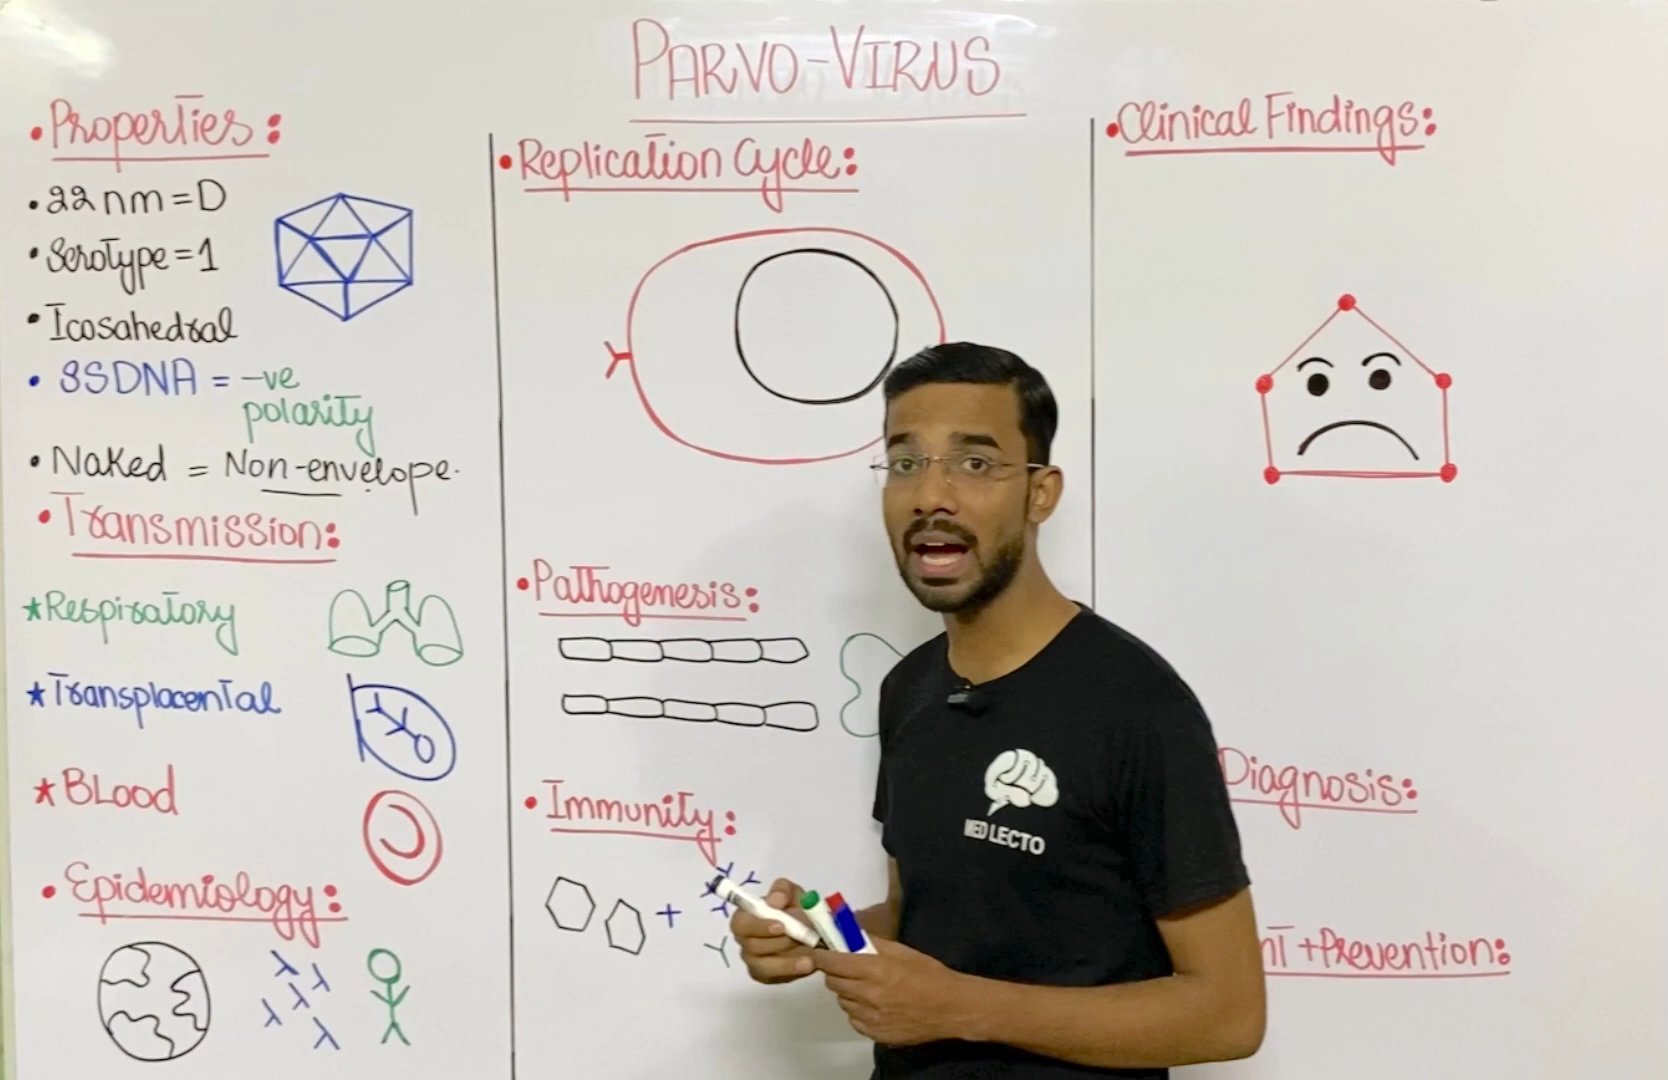 PARVO-VIRUS
• Properties:
• 22nm = D
• Serotype = 1
• Icosahedral
• SSDNA = -ve
polarity
• Naked = Non-envelope.
• Transmission:
★ Respiratory
★ Transplacental
★ Blood
• Epidemiology:
• Replication Cycle:
• Pathogenesis:
• Immunity:
+
• Clinical Findings:
Diagnosis:
nT + Prevention:
MED LECTO